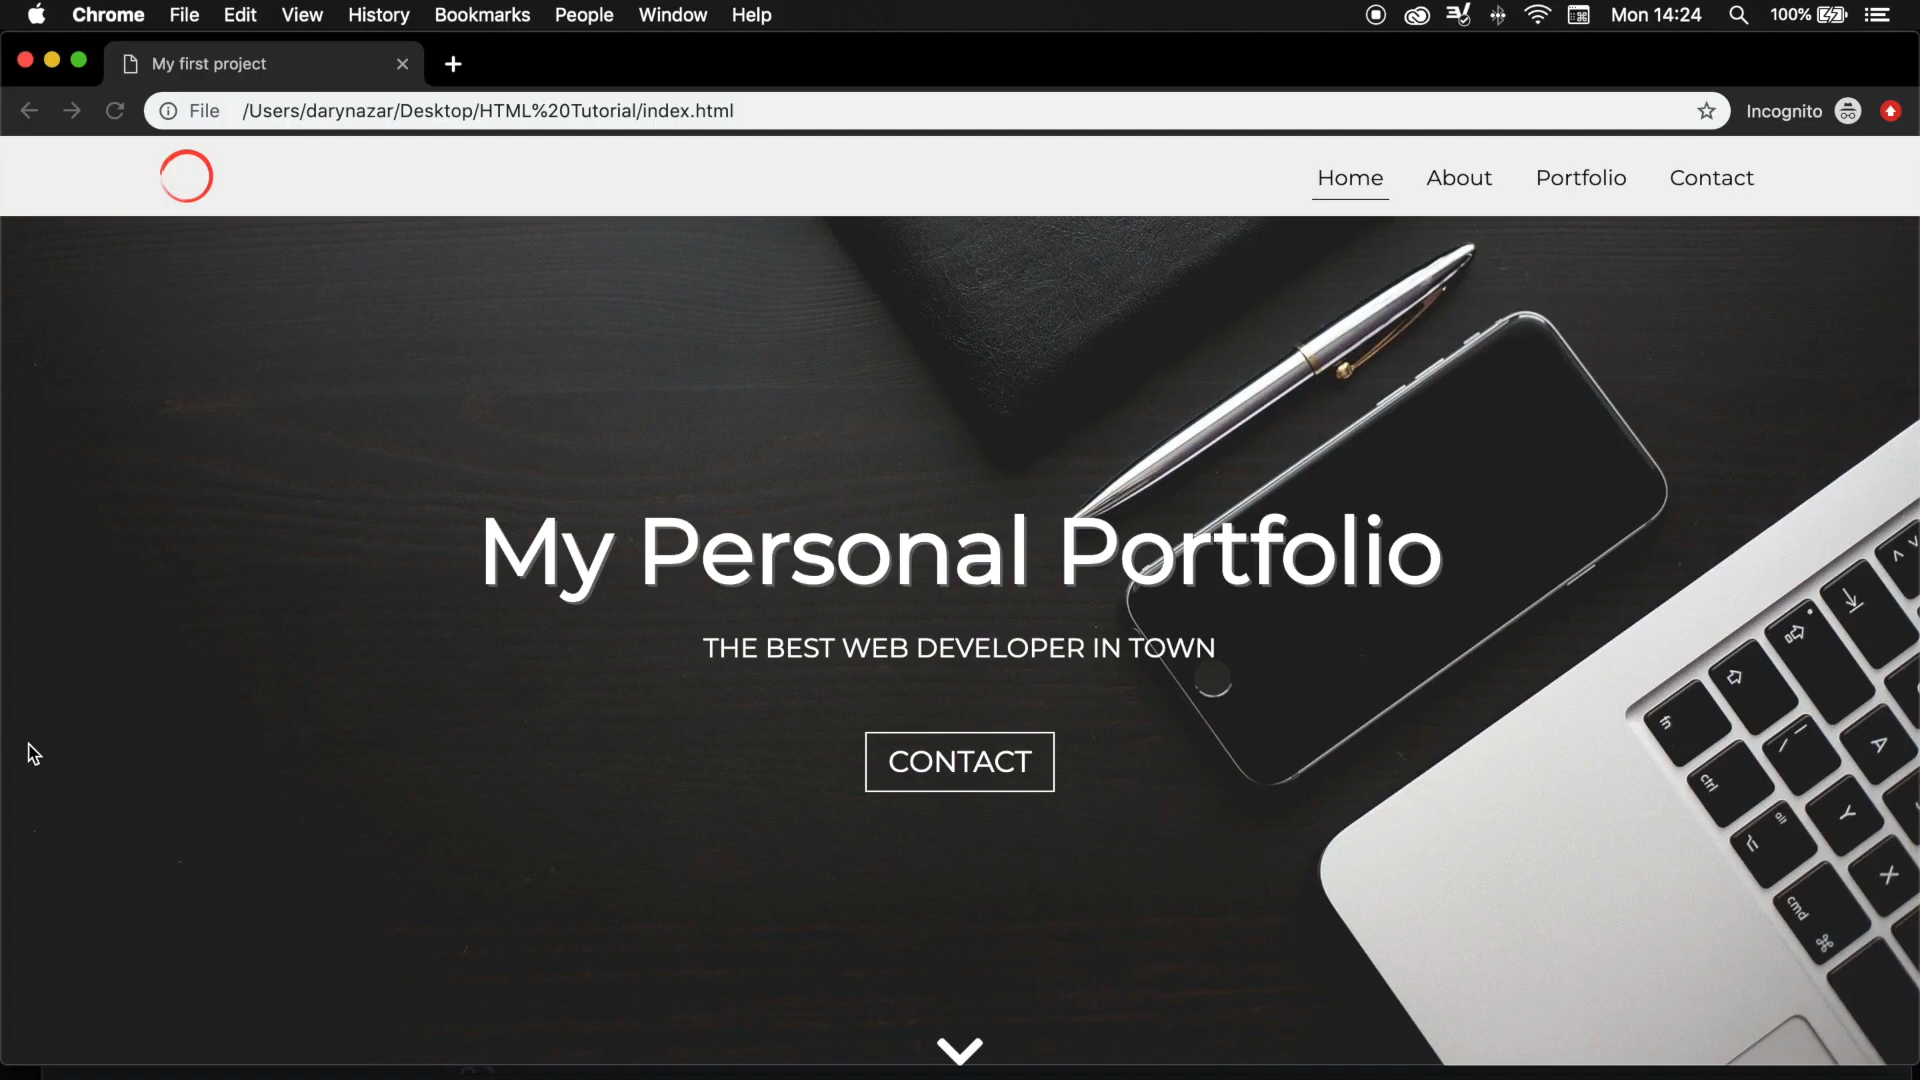 Chrome File Edit View History Bookmarks People Window Help Mon 14:24 100%
My first project
File /Users/darynazar/Desktop/HTML%20Tutorial/index.html Incognito
Home About Portfolio Contact
My Personal Portfolio
THE BEST WEB DEVELOPER IN TOWN
CONTACT
fn
A
ctrl
Y
alt
X
cmd